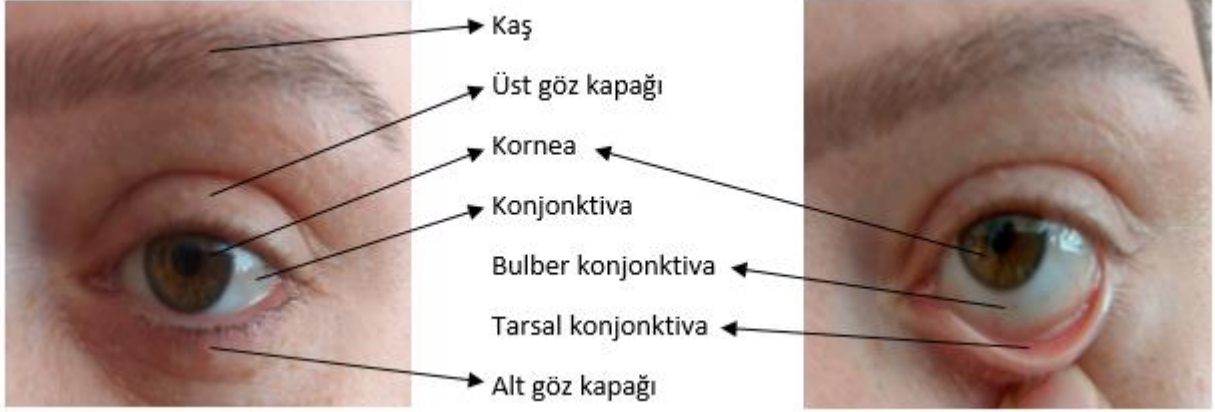 Kaş
Üst göz kapağı
Kornea
Konjonktiva
Bulber konjonktiva
Tarsal konjonktiva
Alt göz kapağı